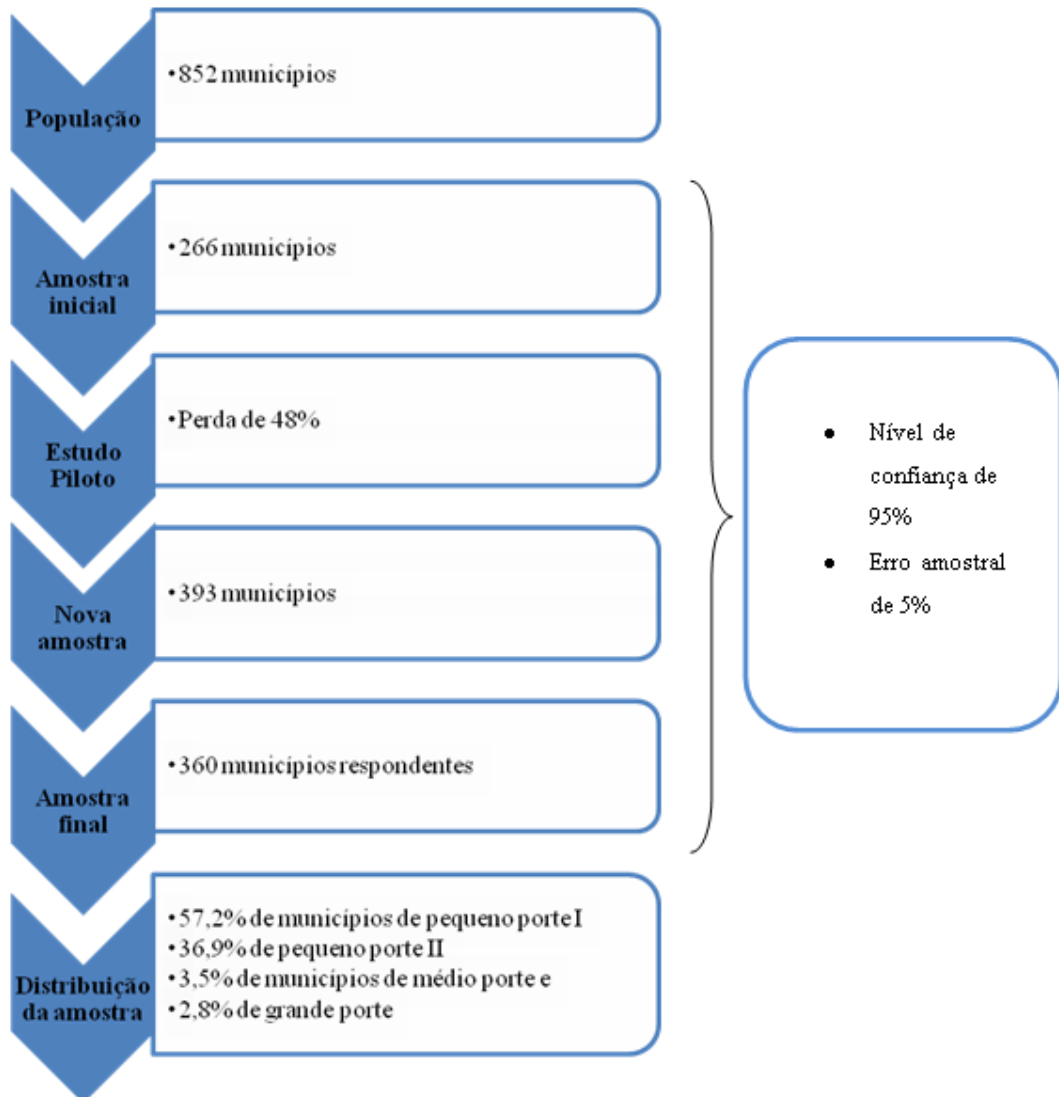 População
•852 municípios
Amostra
inicial
•266 municípios
Estudo
Piloto
•Perda de 48%
Nova
amostra
•393 municípios
Amostra
final
•360 municípios respondentes
Distribuição
da amostra
•57,2% de municípios de pequeno porte I
•36,9% de pequeno porte II
•3,5% de municípios de médio porte e
•2,8% de grande porte
● Nível de
confiança de
95%
● Erro amostral
de 5%